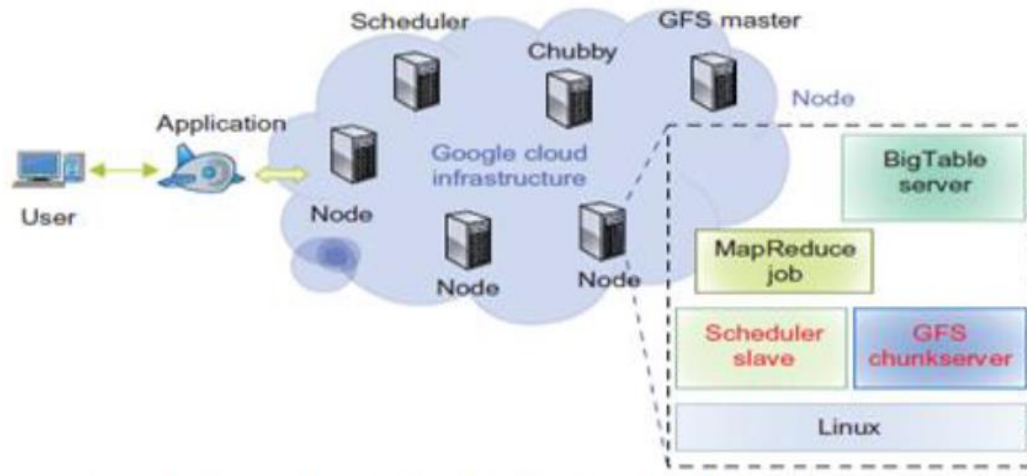 Scheduler
GFS master
Chubby
Node
Application
Google cloud
infrastructure
User
Node
Node
Node
BigTable
server
MapReduce
job
Scheduler
slave
GFS
chunkserver
Linux